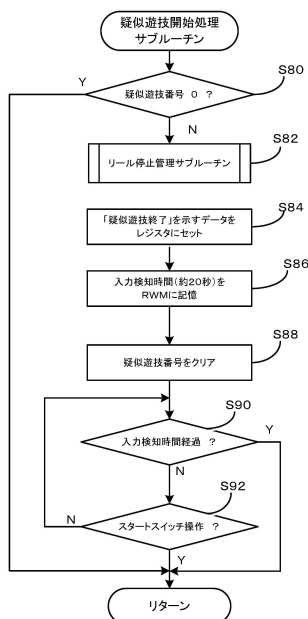 疑似遊技開始処理
サブルーチン
S80
Y
疑似遊技番号 0 ?
N
S82
リール停止管理サブルーチン
S84
「疑似遊技終了」を示すデータを
レジスタにセット
S86
入力検知時間(約20秒)を
RWMに記憶
S88
疑似遊技番号をクリア
S90
入力検知時間経過 ?
Y
N
S92
スタートスイッチ操作 ?
N
Y
リターン